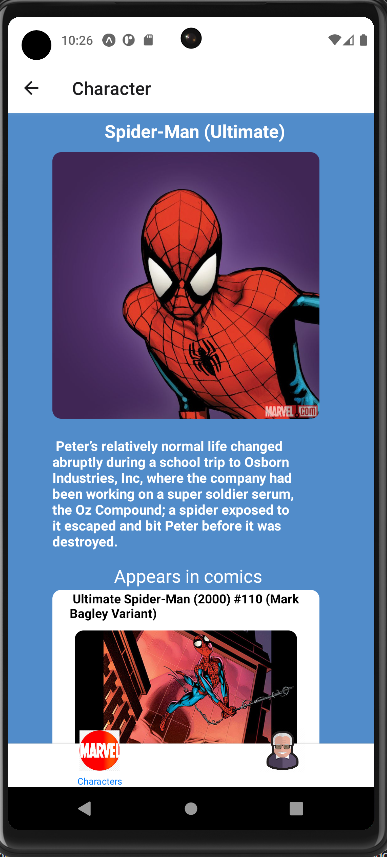 10:26
Character
Spider-Man (Ultimate)
MARVEL.COM
Peter's relatively normal life changed
abruptly during a school trip to Osborn
Industries, Inc, where the company had
been working on a super soldier serum,
the Oz Compound; a spider exposed to
it escaped and bit Peter before it was
destroyed.
Appears in comics
Ultimate Spider-Man (2000) #110 (Mark
Bagley Variant)
MARVEL
Characters